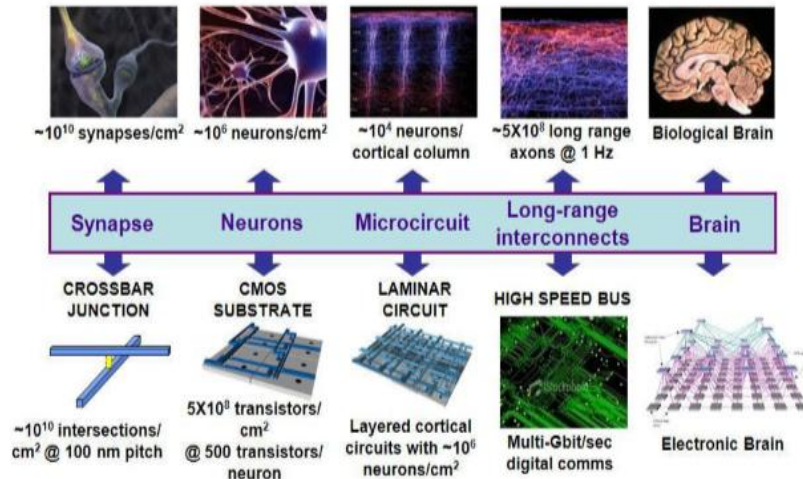 ~10¹⁰ synapses/cm²
~10⁶ neurons/cm²
~10⁴ neurons/
cortical column
~5X10⁸ long range
axons @ 1 Hz
Biological Brain
Synapse
Neurons
Microcircuit
Long-range
interconnects
Brain
CROSSBAR
JUNCTION
~10¹⁰ intersections/
cm² @ 100 nm pitch
CMOS
SUBSTRATE
5X10⁸ transistors/
cm²
@ 500 transistors/
neuron
LAMINAR
CIRCUIT
Layered cortical
circuits with ~10⁶
neurons/cm²
HIGH SPEED BUS
iStockphoto
Multi-Gbit/sec
digital comms
Electronic Brain